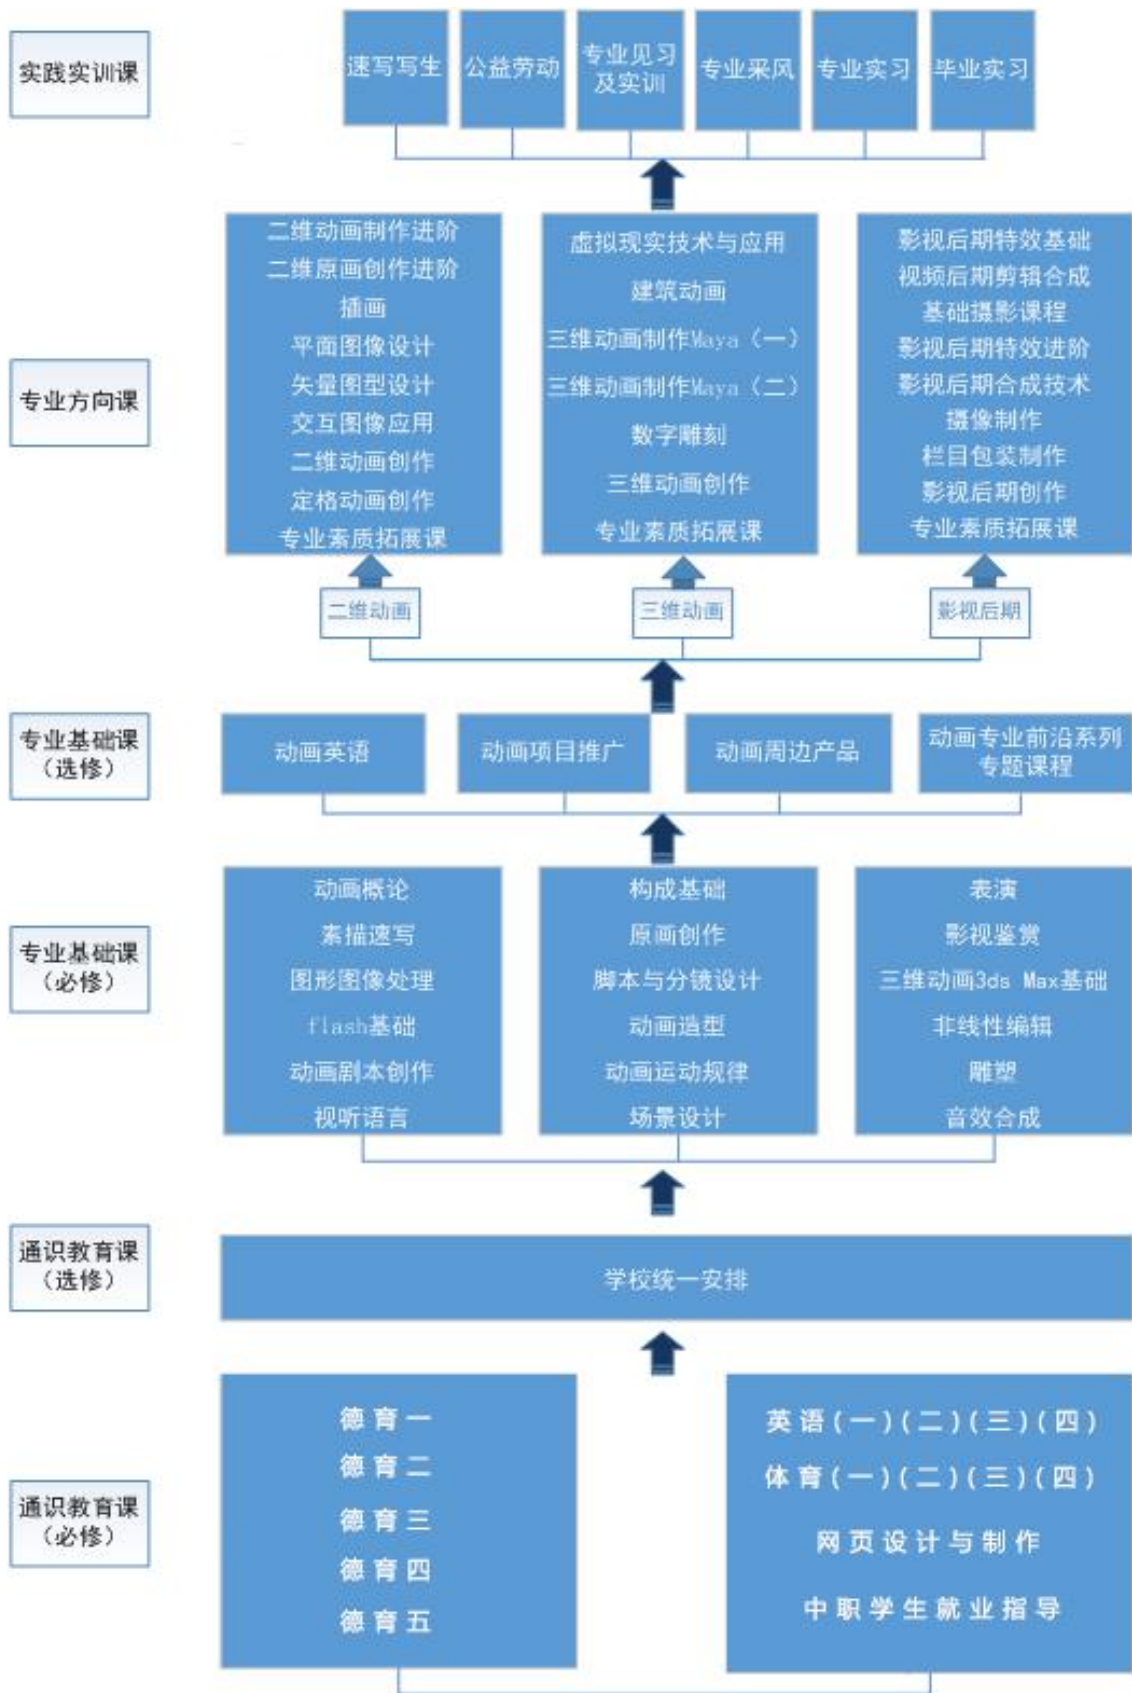 实践实训课
速写写生
公益劳动
专业见习
及实训
专业采风
专业实习
毕业实习
专业方向课
二维动画制作进阶
二维原画创作进阶
插画
平面图像设计
矢量图型设计
交互图像应用
二维动画创作
定格动画创作
专业素质拓展课
虚拟现实技术与应用
建筑动画
三维动画制作Maya（一）
三维动画制作Maya（二）
数字雕刻
三维动画创作
专业素质拓展课
影视后期特效基础
视频后期剪辑合成
基础摄影课程
影视后期特效进阶
影视后期合成技术
摄像制作
栏目包装制作
影视后期创作
专业素质拓展课
二维动画
三维动画
影视后期
专业基础课
（选修）
动画英语
动画项目推广
动画周边产品
动画专业前沿系列
专题课程
专业基础课
（必修）
动画概论
素描速写
图形图像处理
flash基础
动画剧本创作
视听语言
构成基础
原画创作
脚本与分镜设计
动画造型
动画运动规律
场景设计
表演
影视鉴赏
三维动画3ds Max基础
非线性编辑
雕塑
音效合成
通识教育课
（选修）
学校统一安排
通识教育课
（必修）
德育一
德育二
德育三
德育四
德育五
英语(一)(二)(三)(四)
体育(一)(二)(三)(四)
网页设计与制作
中职学生就业指导